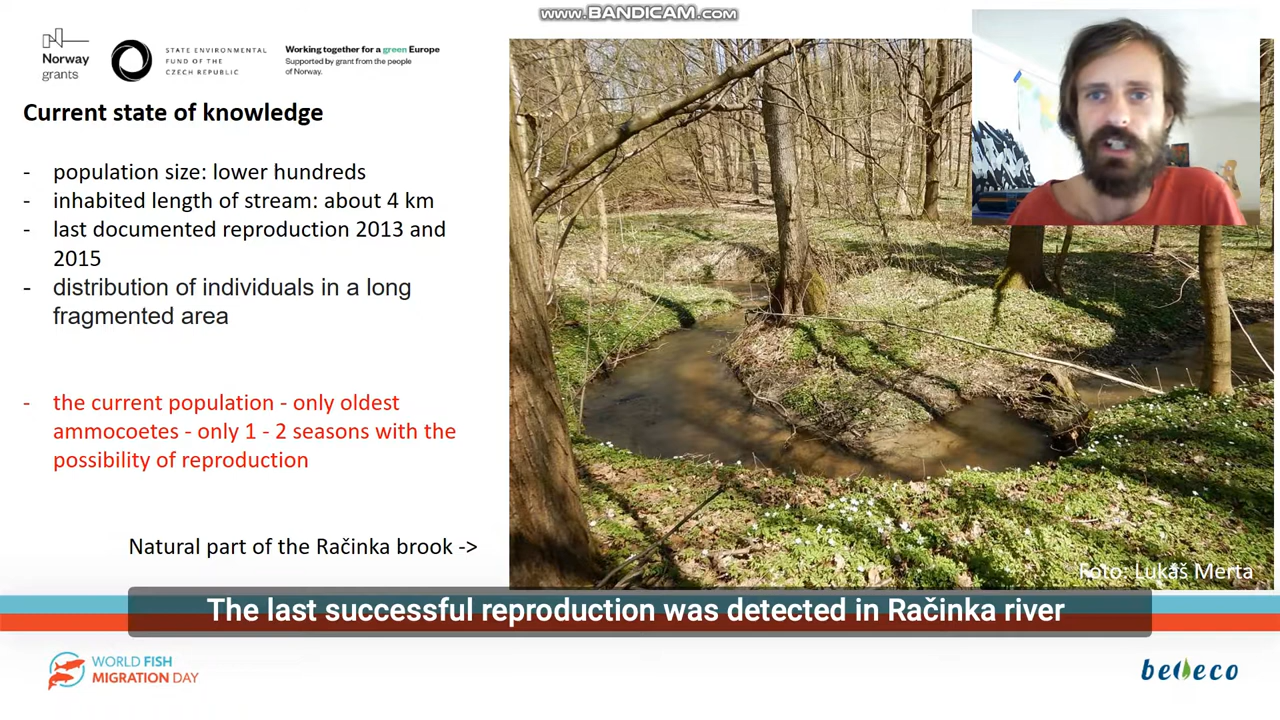 www.BANDICAM.com
Norway
grants
STATE ENVIRONMENTAL
FUND OF THE
CZECH REPUBLIC
Working together for a green Europe
Supported by grant from the people
of Norway.
Current state of knowledge
- population size: lower hundreds
- inhabited length of stream: about 4 km
- last documented reproduction 2013 and
2015
- distribution of individuals in a long
fragmented area
- the current population - only oldest
ammocoetes - only 1 - 2 seasons with the
possibility of reproduction
Natural part of the Račinka brook ->
Foto: Lukáš Merta
The last successful reproduction was detected in Račinka river
WORLD FISH
MIGRATION DAY
beleco